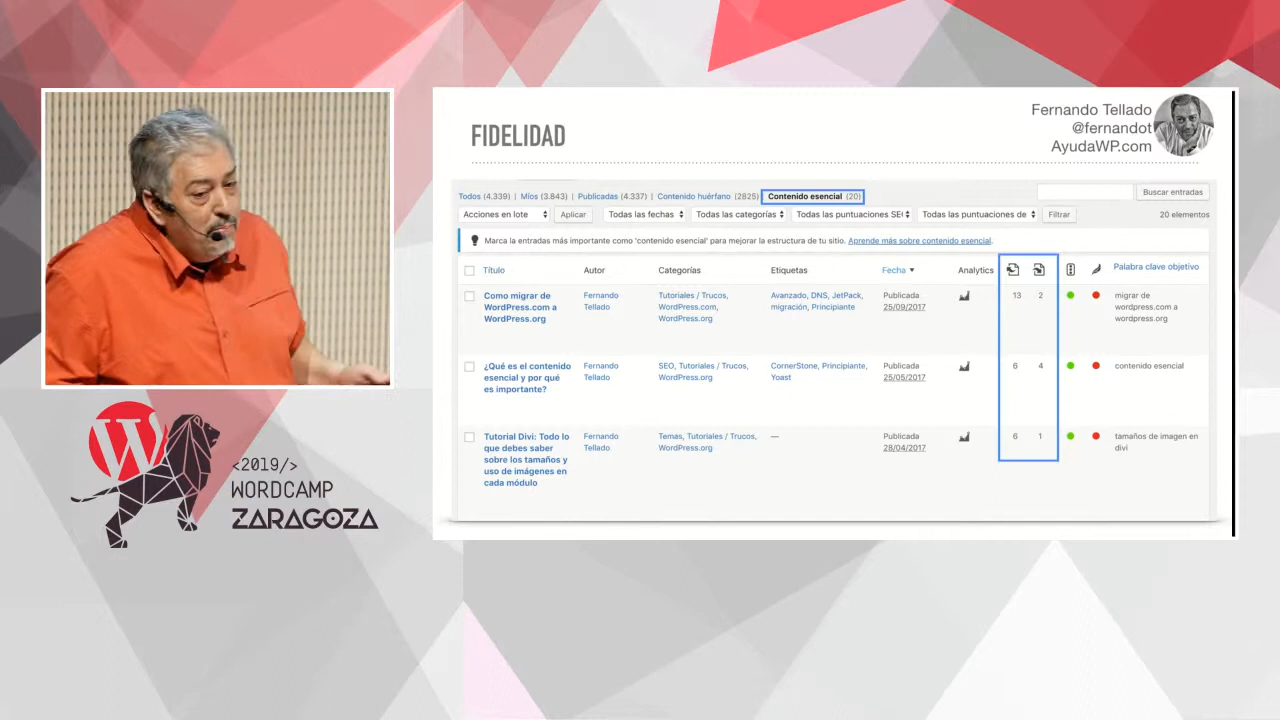 FIDELIDAD
Fernando Tellado
@fernandot
AyudaWP.com
Todos (4.339) | Míos (3.843) | Publicadas (4.337) | Contenido huérfano (2825) Contenido esencial (20)
Buscar entradas
Acciones en lote Aplicar Todas las fechas Todas las categorías Todas las puntuaciones SE Todas las puntuaciones de Filtrar 20 elementos
Marca la entradas más importante como 'contenido esencial' para mejorar la estructura de tu sitio. Aprende más sobre contenido esencial.
Título Autor Categorías Etiquetas Fecha Analytics Palabra clave objetivo
Como migrar de
WordPress.com a
WordPress.org
Fernando
Tellado
Tutoriales / Trucos,
WordPress.com,
WordPress.org
Avanzado, DNS, JetPack,
migración, Principiante
Publicada
25/09/2017
13 2
migrar de
wordpress.com a
wordpress.org
¿Qué es el contenido
esencial y por qué
es importante?
Fernando
Tellado
SEO, Tutoriales / Trucos,
WordPress.org
CornerStone, Principiante,
Yoast
Publicada
25/05/2017
6 4
contenido esencial
Tutorial Divi: Todo lo
que debes saber
sobre los tamaños y
uso de imágenes en
cada módulo
Fernando
Tellado
Temas, Tutoriales / Trucos,
WordPress.org
—
Publicada
28/04/2017
6 1
tamaños de imagen en
divi
W
<2019/>
WORDCAMP
ZARAGOZA